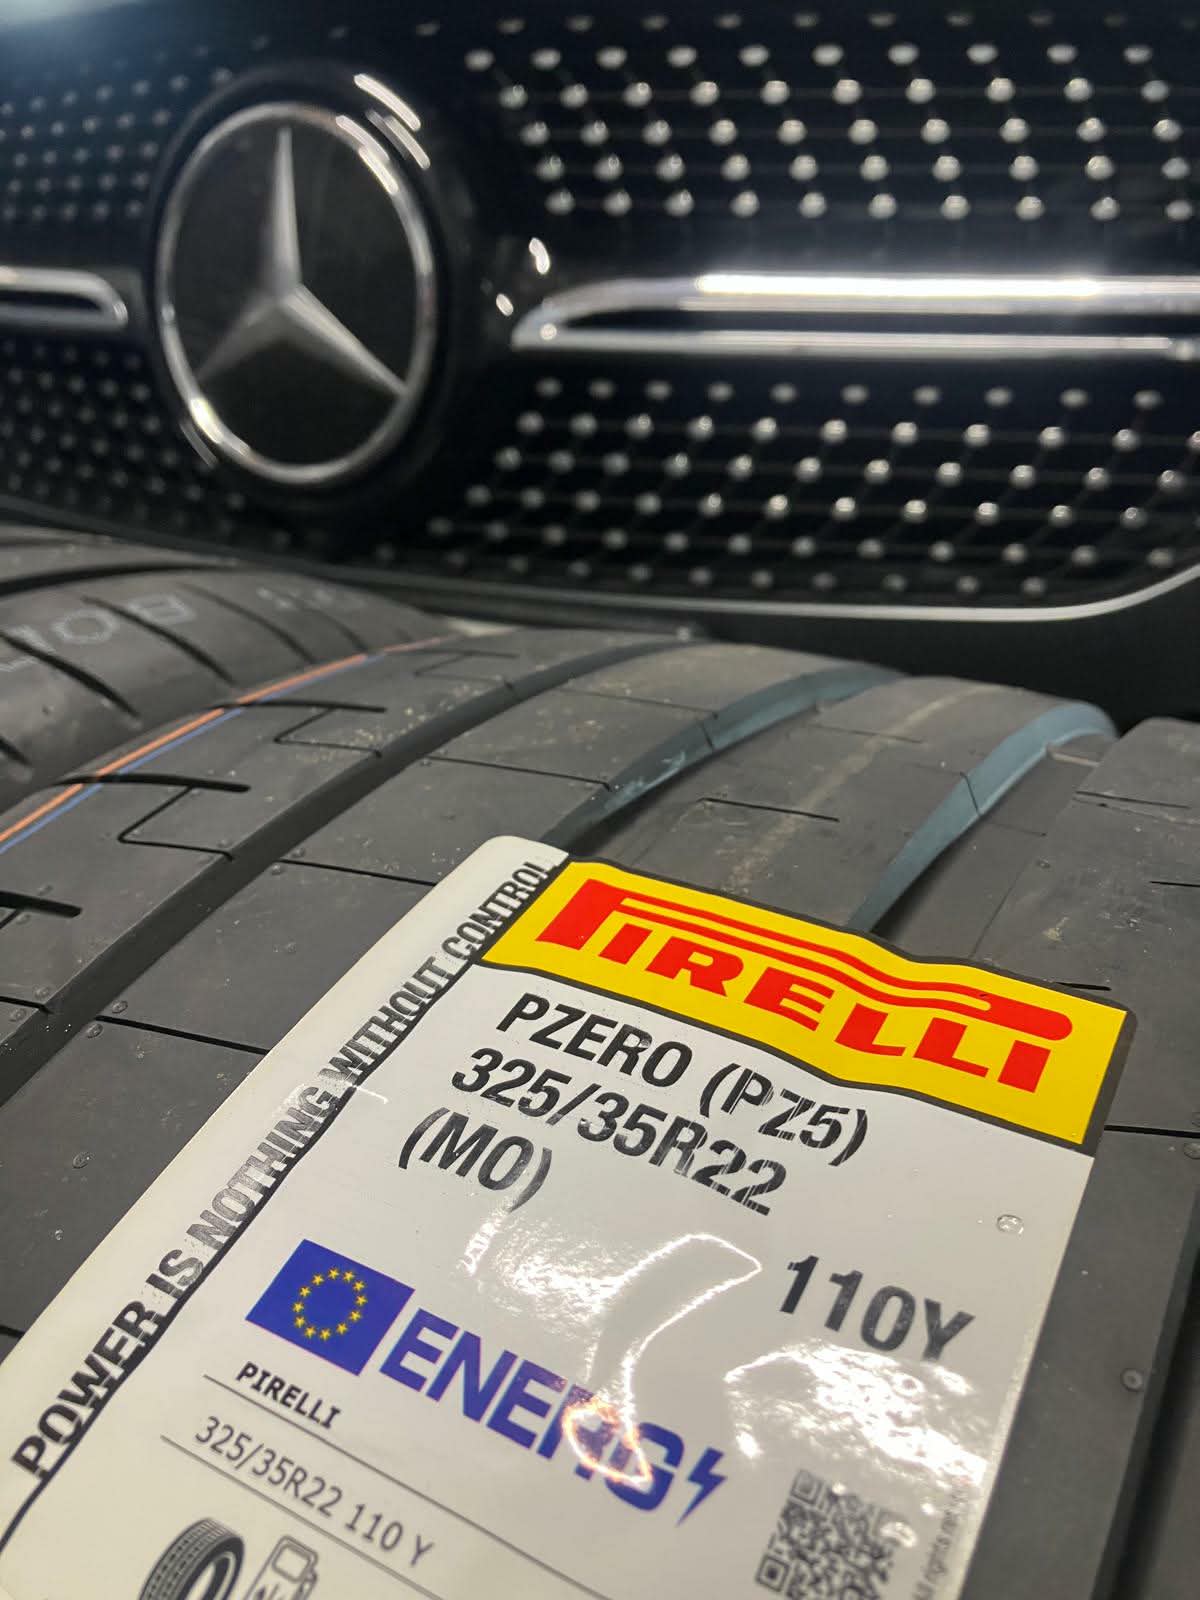 PIRELLI
POWER IS NOTHING WITHOUT CONTROL
PZERO (PZ5)
325/35R22
(MO)
110Y
ENERG
PIRELLI
325/35R22 110 Y